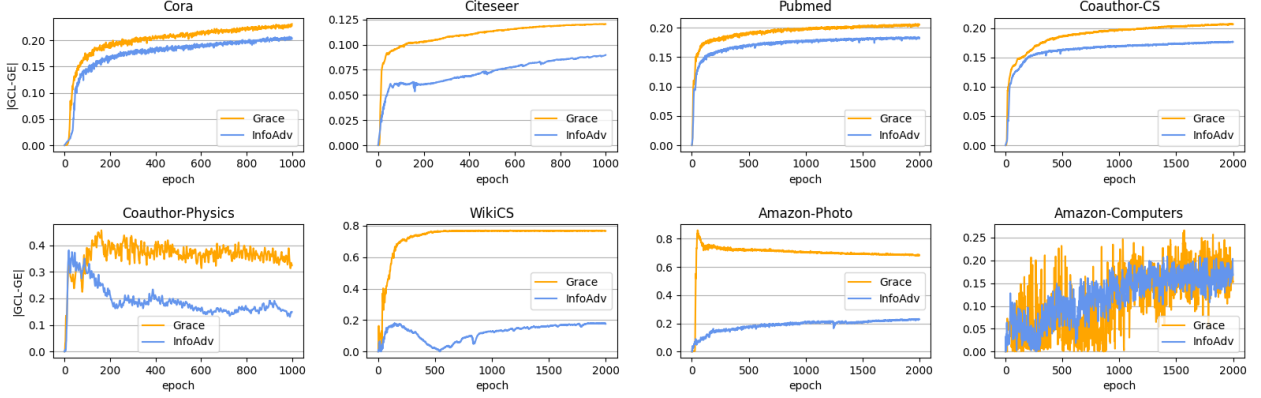 Cora
|GCL-GE|
0.20
0.15
0.10
0.05
0.00
Grace
InfoAdv
0 200 400 600 800 1000
epoch
Citeseer
0.125
0.100
0.075
0.050
0.025
0.000
Grace
InfoAdv
0 200 400 600 800 1000
epoch
Pubmed
0.20
0.15
0.10
0.05
0.00
Grace
InfoAdv
0 500 1000 1500 2000
epoch
Coauthor-CS
0.20
0.15
0.10
0.05
0.00
Grace
InfoAdv
0 500 1000 1500 2000
epoch
Coauthor-Physics
|GCL-GE|
0.4
0.3
0.2
0.1
0.0
Grace
InfoAdv
0 200 400 600 800 1000
epoch
WikiCS
0.8
0.6
0.4
0.2
0.0
Grace
InfoAdv
0 500 1000 1500 2000
epoch
Amazon-Photo
0.8
0.6
0.4
0.2
0.0
Grace
InfoAdv
0 500 1000 1500 2000
epoch
Amazon-Computers
0.25
0.20
0.15
0.10
0.05
0.00
Grace
InfoAdv
0 500 1000 1500 2000
epoch